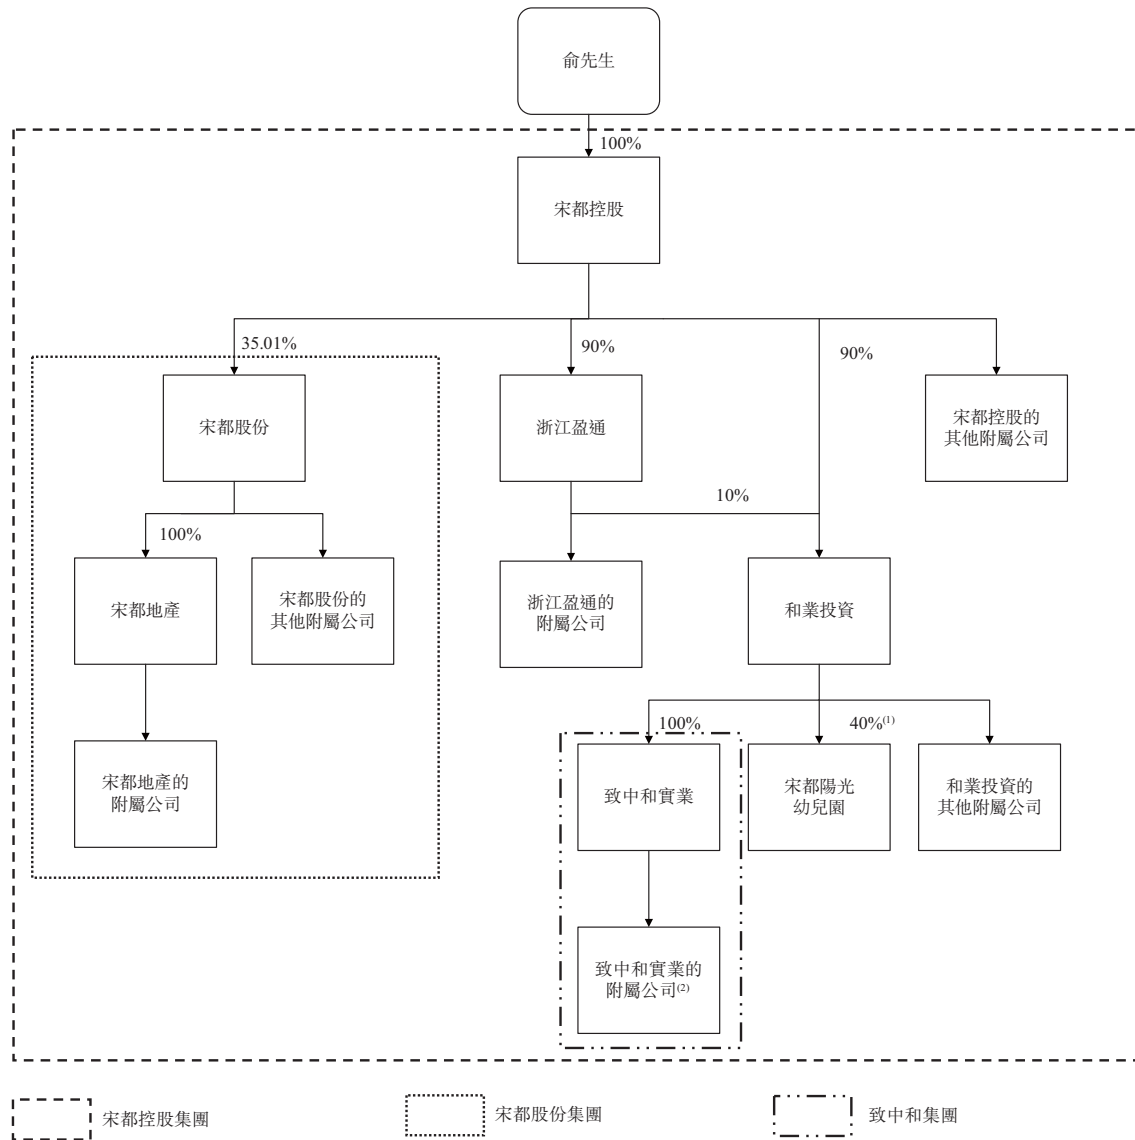 俞先生
100%
宋都控股
35.01%
90%
90%
宋都股份
浙江盈通
宋都控股的
其他附屬公司
100%
10%
宋都地產
宋都股份的
其他附屬公司
浙江盈通的
附屬公司
和業投資
100%
40%(1)
宋都地產的
附屬公司
致中和實業
宋都陽光
幼兒園
和業投資的
其他附屬公司
致中和實業的
附屬公司(2)
宋都控股集團
宋都股份集團
致中和集團